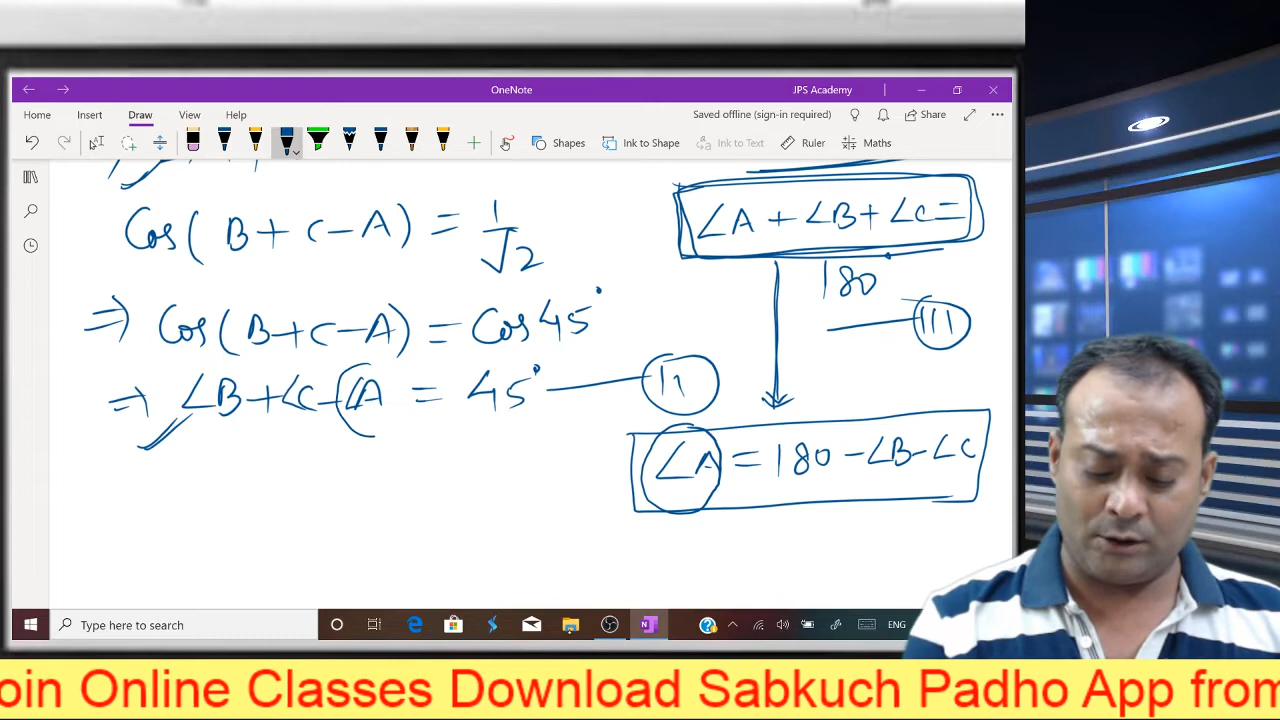 OneNote
JPS Academy
Home Insert Draw View Help
Saved offline (sign-in required)
Share
Shapes
Ink to Shape
Ink to Text
Ruler
Maths
Cos(B+C-A) = 1/√2
∠A + ∠B + ∠C =
180
III
⇒ Cos(B+C-A) = Cos 45°
⇒ ∠B+∠C-∠A = 45°
II
∠A = 180 -∠B-∠C
Type here to search
ENG
oin Online Classes Download Sabkuch Padho App from